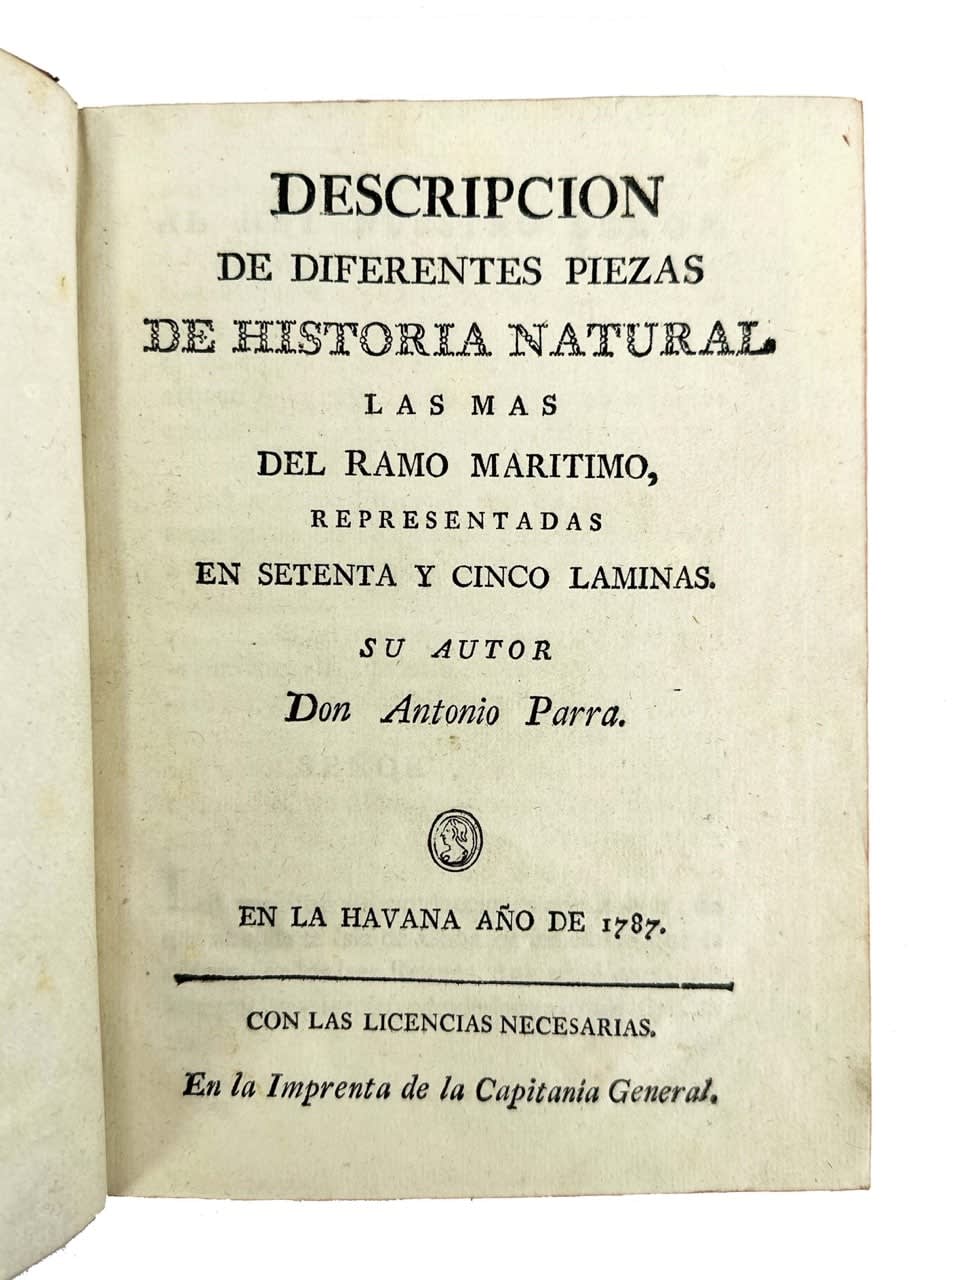 DESCRIPCION
DE DIFERENTES PIEZAS
DE HISTORIA NATURAL
LAS MAS
DEL RAMO MARITIMO,
REPRESENTADAS
EN SETENTA Y CINCO LAMINAS.
SU AUTOR
Don Antonio Parra.
EN LA HAVANA AÑO DE 1787.
CON LAS LICENCIAS NECESARIAS.
En la Imprenta de la Capitanía General.